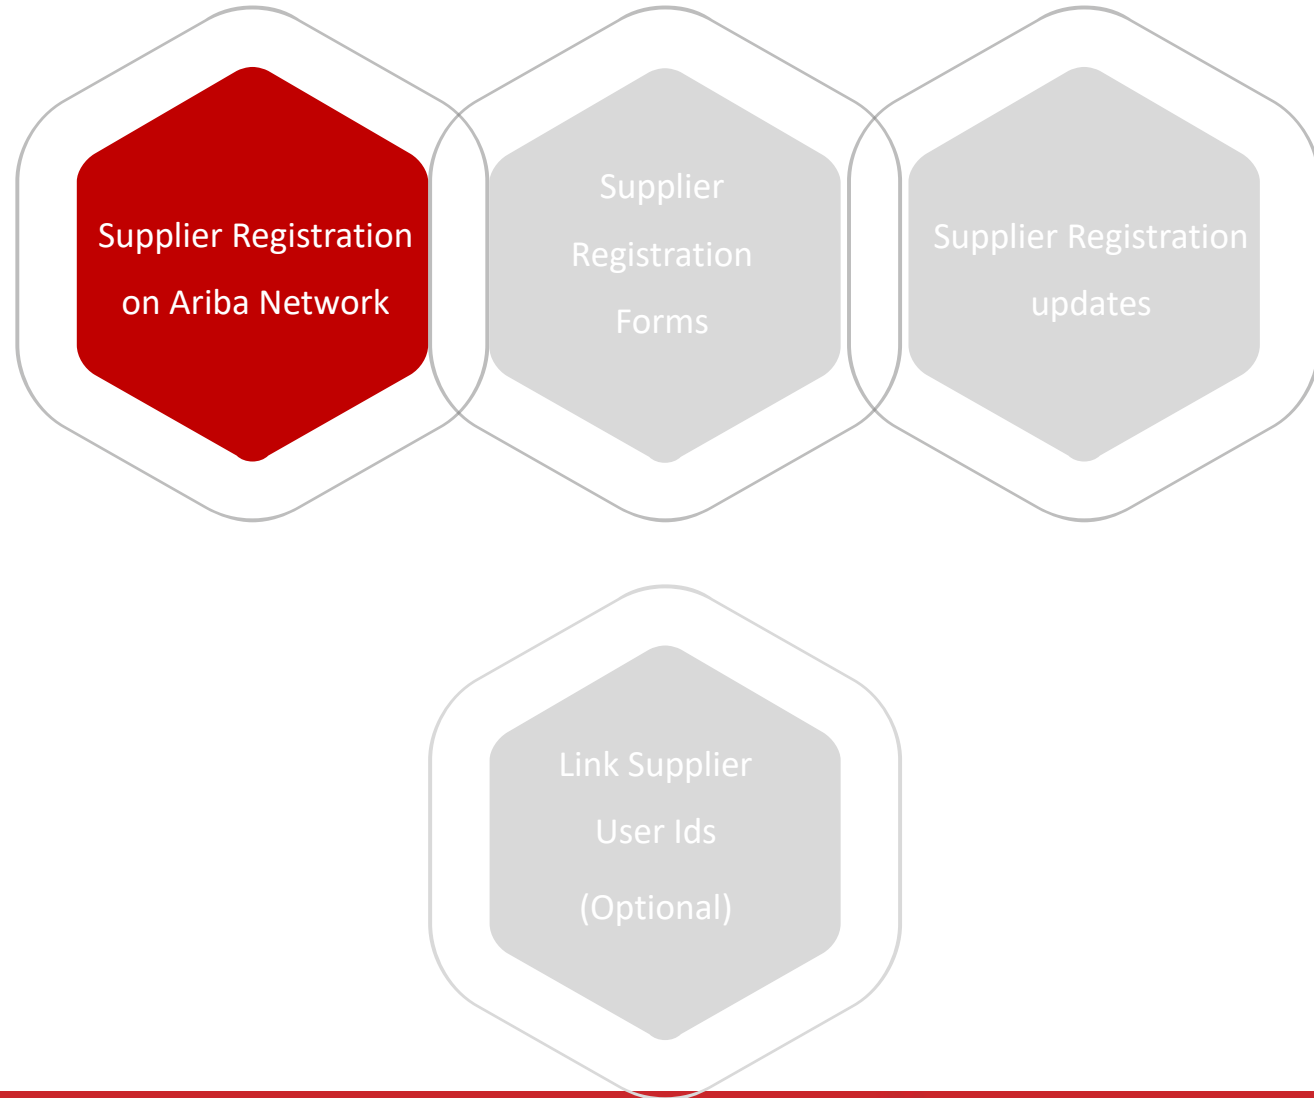 Supplier Registration
on Ariba Network
Supplier
Registration
Forms
Supplier Registration
updates
Link Supplier
User Ids
(Optional)